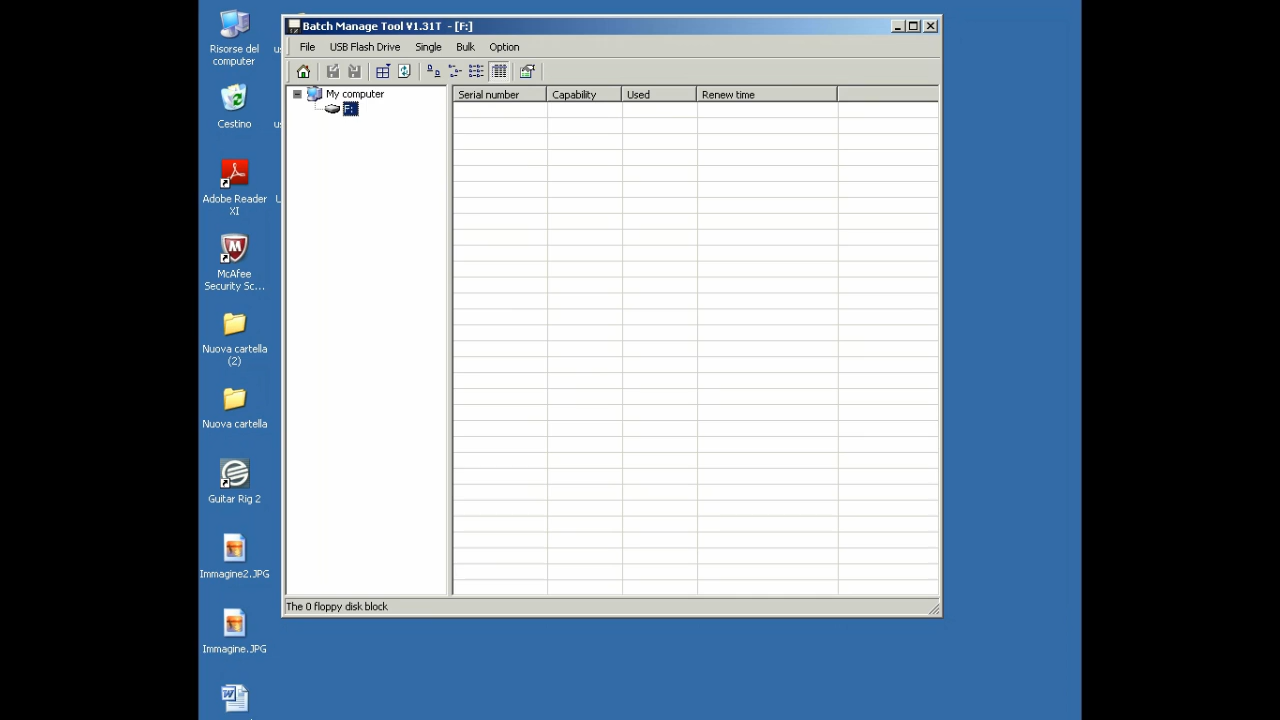 Batch Manage Tool V1.31T - [F:]
File USB Flash Drive Single Bulk Option
My computer
F:
Serial number Capability Used Renew time
The 0 floppy disk block
Risorse del
computer
Cestino
Adobe Reader
XI
McAfee
Security Sc...
Nuova cartella
(2)
Nuova cartella
Guitar Rig 2
Immagine2.JPG
Immagine.JPG